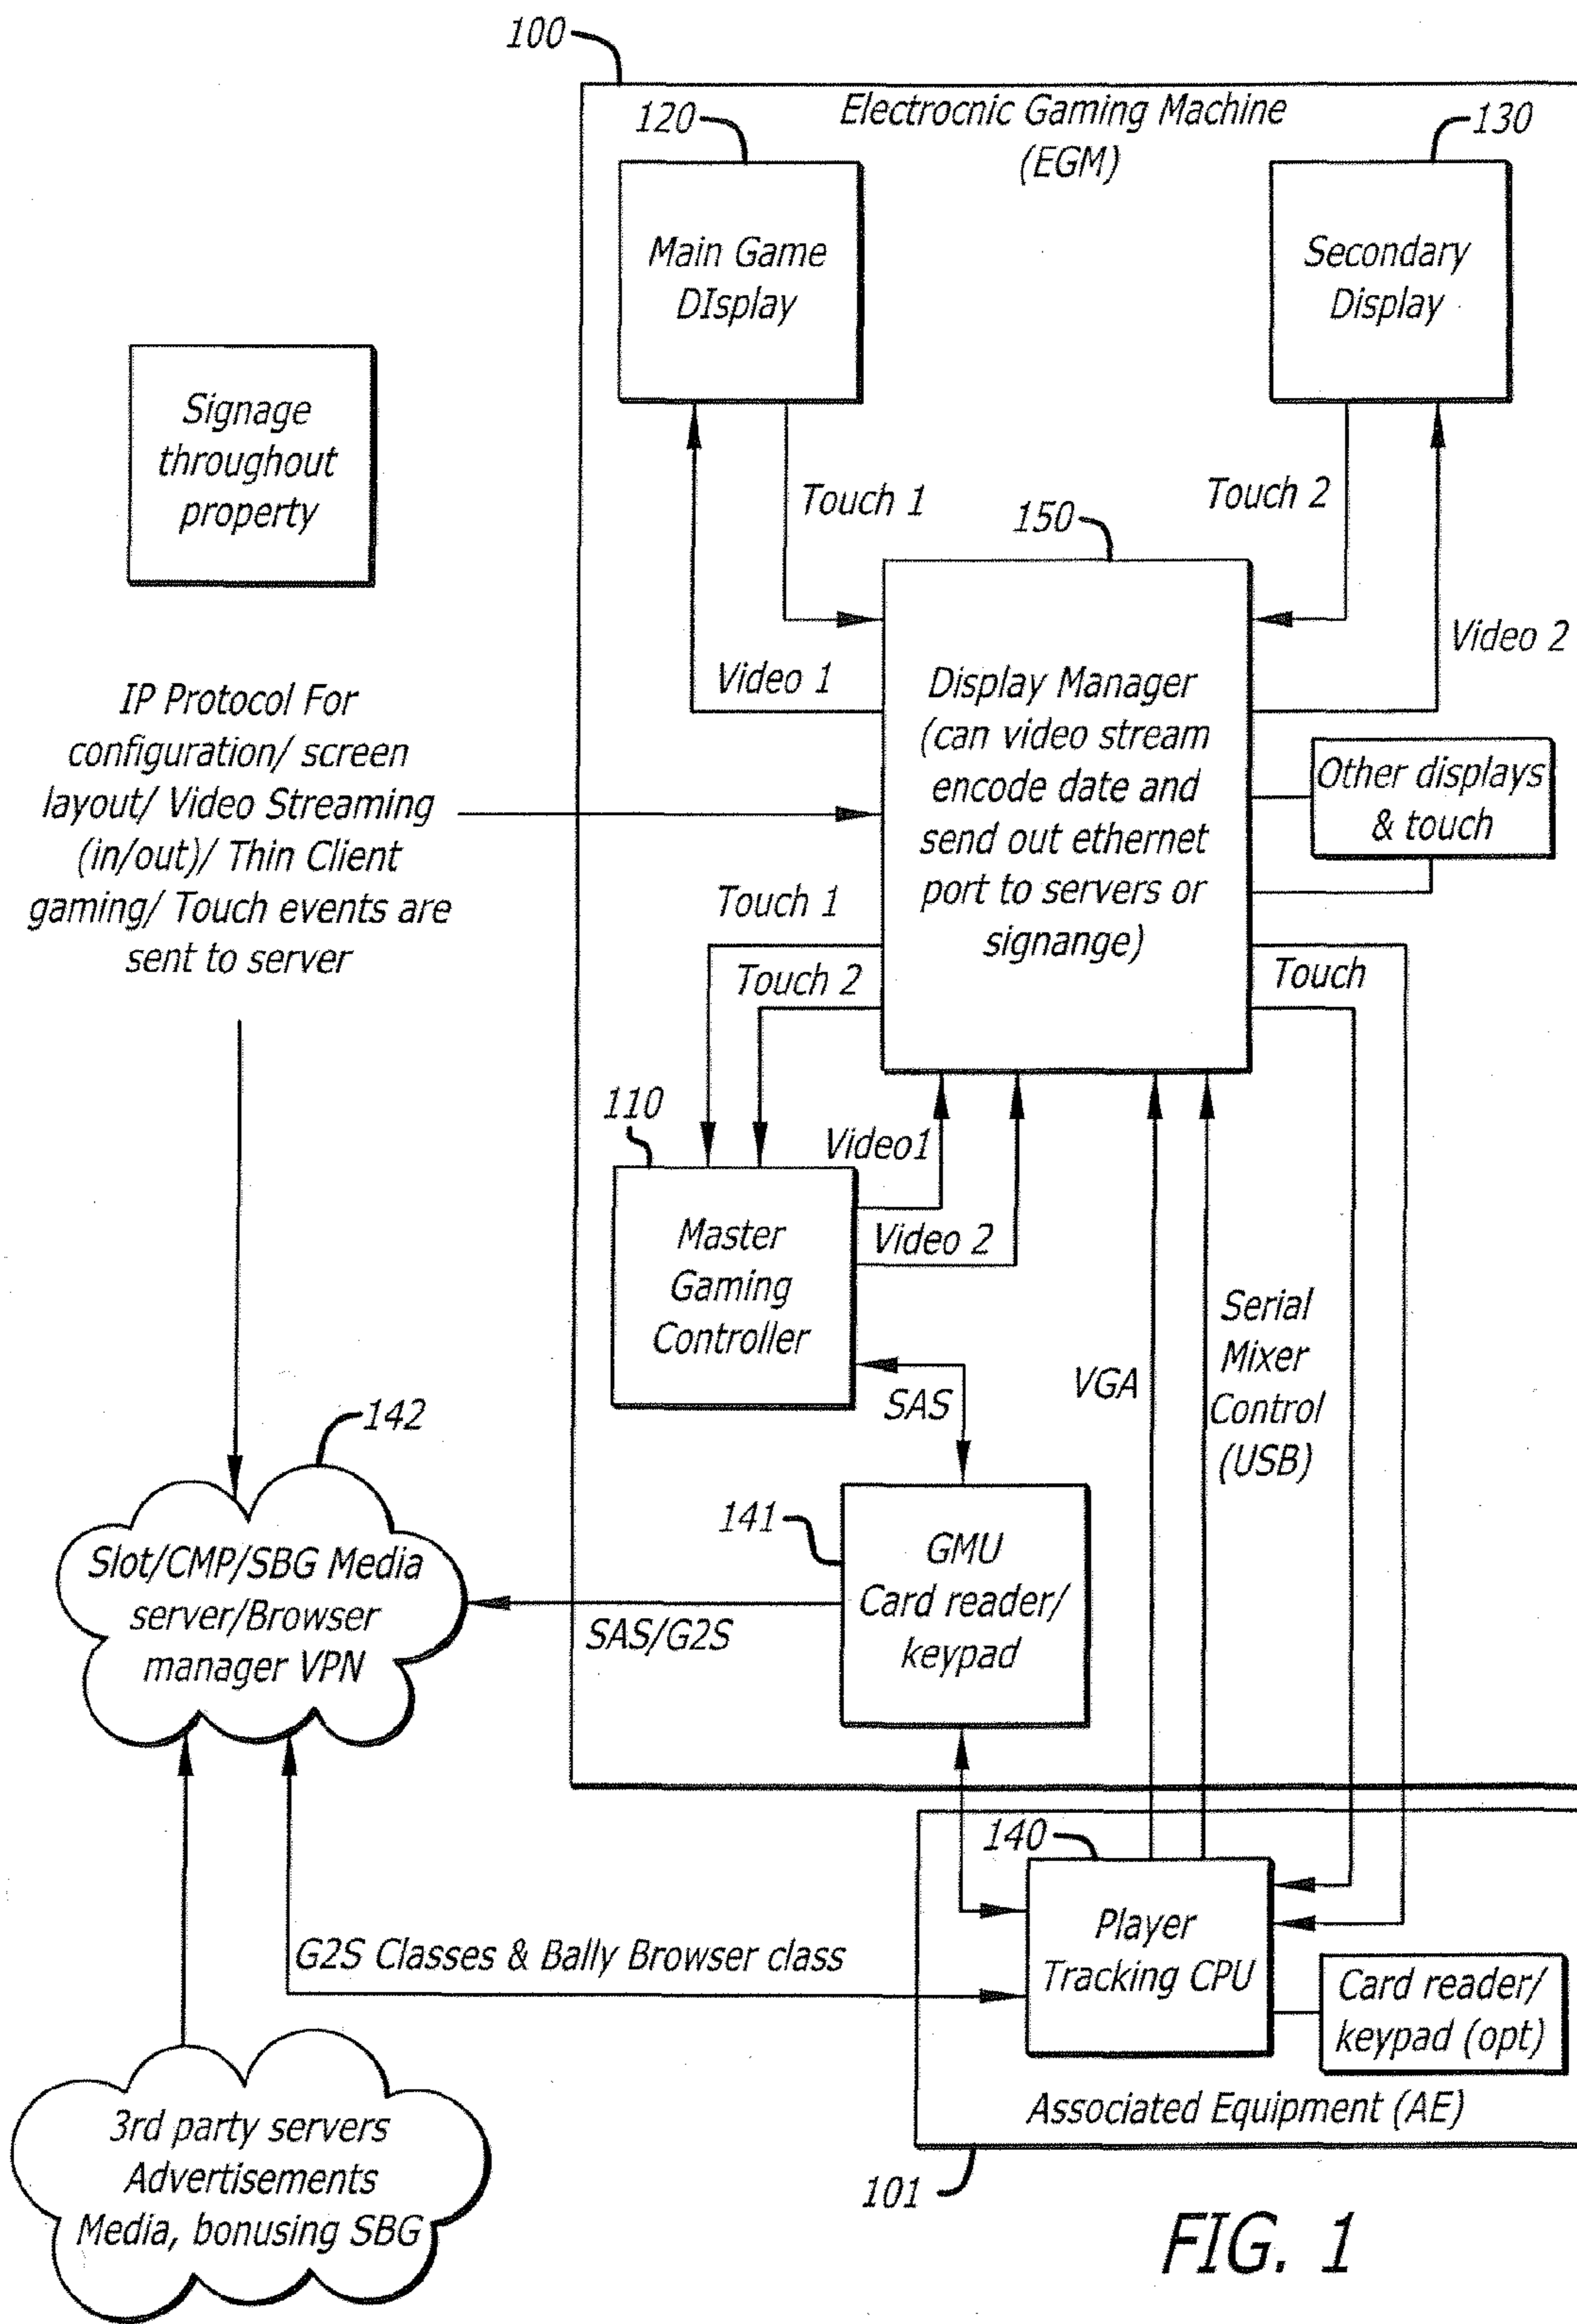 100
Electrocnic Gaming Machine
(EGM)
120
130
Main Game
DIsplay
Secondary
Display
Signage
throughout
property
Touch 1
Touch 2
150
Video 1
Video 2
IP Protocol For
configuration/ screen
layout/ Video Streaming
(in/out)/ Thin Client
gaming/ Touch events are
sent to server
Display Manager
(can video stream
encode date and
send out ethernet
port to servers or
signange)
Other displays
& touch
Touch 1
Touch 2
Touch
110
Video1
Video 2
Master
Gaming
Controller
SAS
VGA
Serial
Mixer
Control
(USB)
142
Slot/CMP/SBG Media
server/Browser
manager VPN
141
GMU
Card reader/
keypad
SAS/G2S
140
Player
Tracking CPU
G2S Classes & Bally Browser class
Card reader/
keypad (opt)
Associated Equipment (AE)
101
3rd party servers
Advertisements
Media, bonusing SBG
FIG. 1